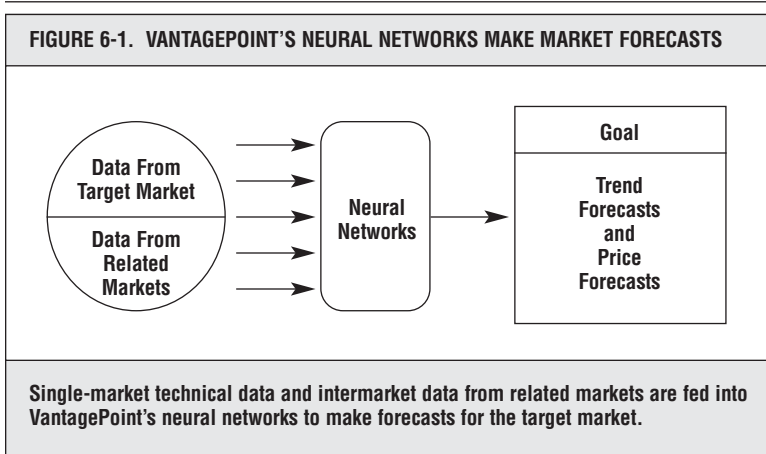 FIGURE 6-1. VANTAGEPOINT'S NEURAL NETWORKS MAKE MARKET FORECASTS
Data From
Target Market
Data From
Related
Markets
Neural
Networks
Goal
Trend
Forecasts
and
Price
Forecasts
Single-market technical data and intermarket data from related markets are fed into
VantagePoint's neural networks to make forecasts for the target market.